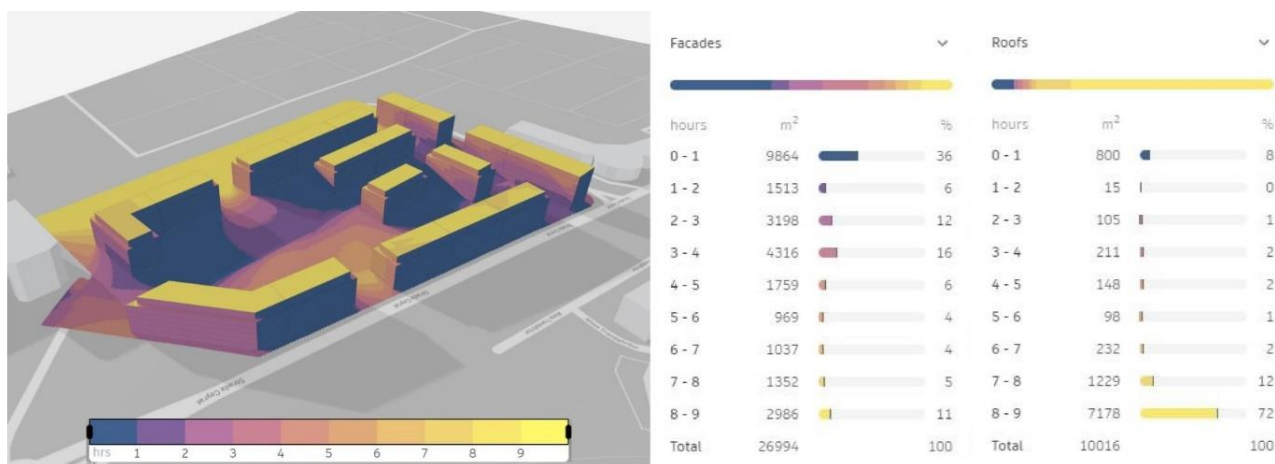 Strada Ceprat
hrs 1 2 3 4 5 6 7 8 9
Facades
hours m² %
0 - 1 9864 36
1 - 2 1513 6
2 - 3 3198 12
3 - 4 4316 16
4 - 5 1759 6
5 - 6 969 4
6 - 7 1037 4
7 - 8 1352 5
8 - 9 2986 11
Total 26994 100
Roofs
hours m² %
0 - 1 800 8
1 - 2 15 0
2 - 3 105 1
3 - 4 211 2
4 - 5 148 2
5 - 6 98 1
6 - 7 232 2
7 - 8 1229 12
8 - 9 7178 72
Total 10016 100